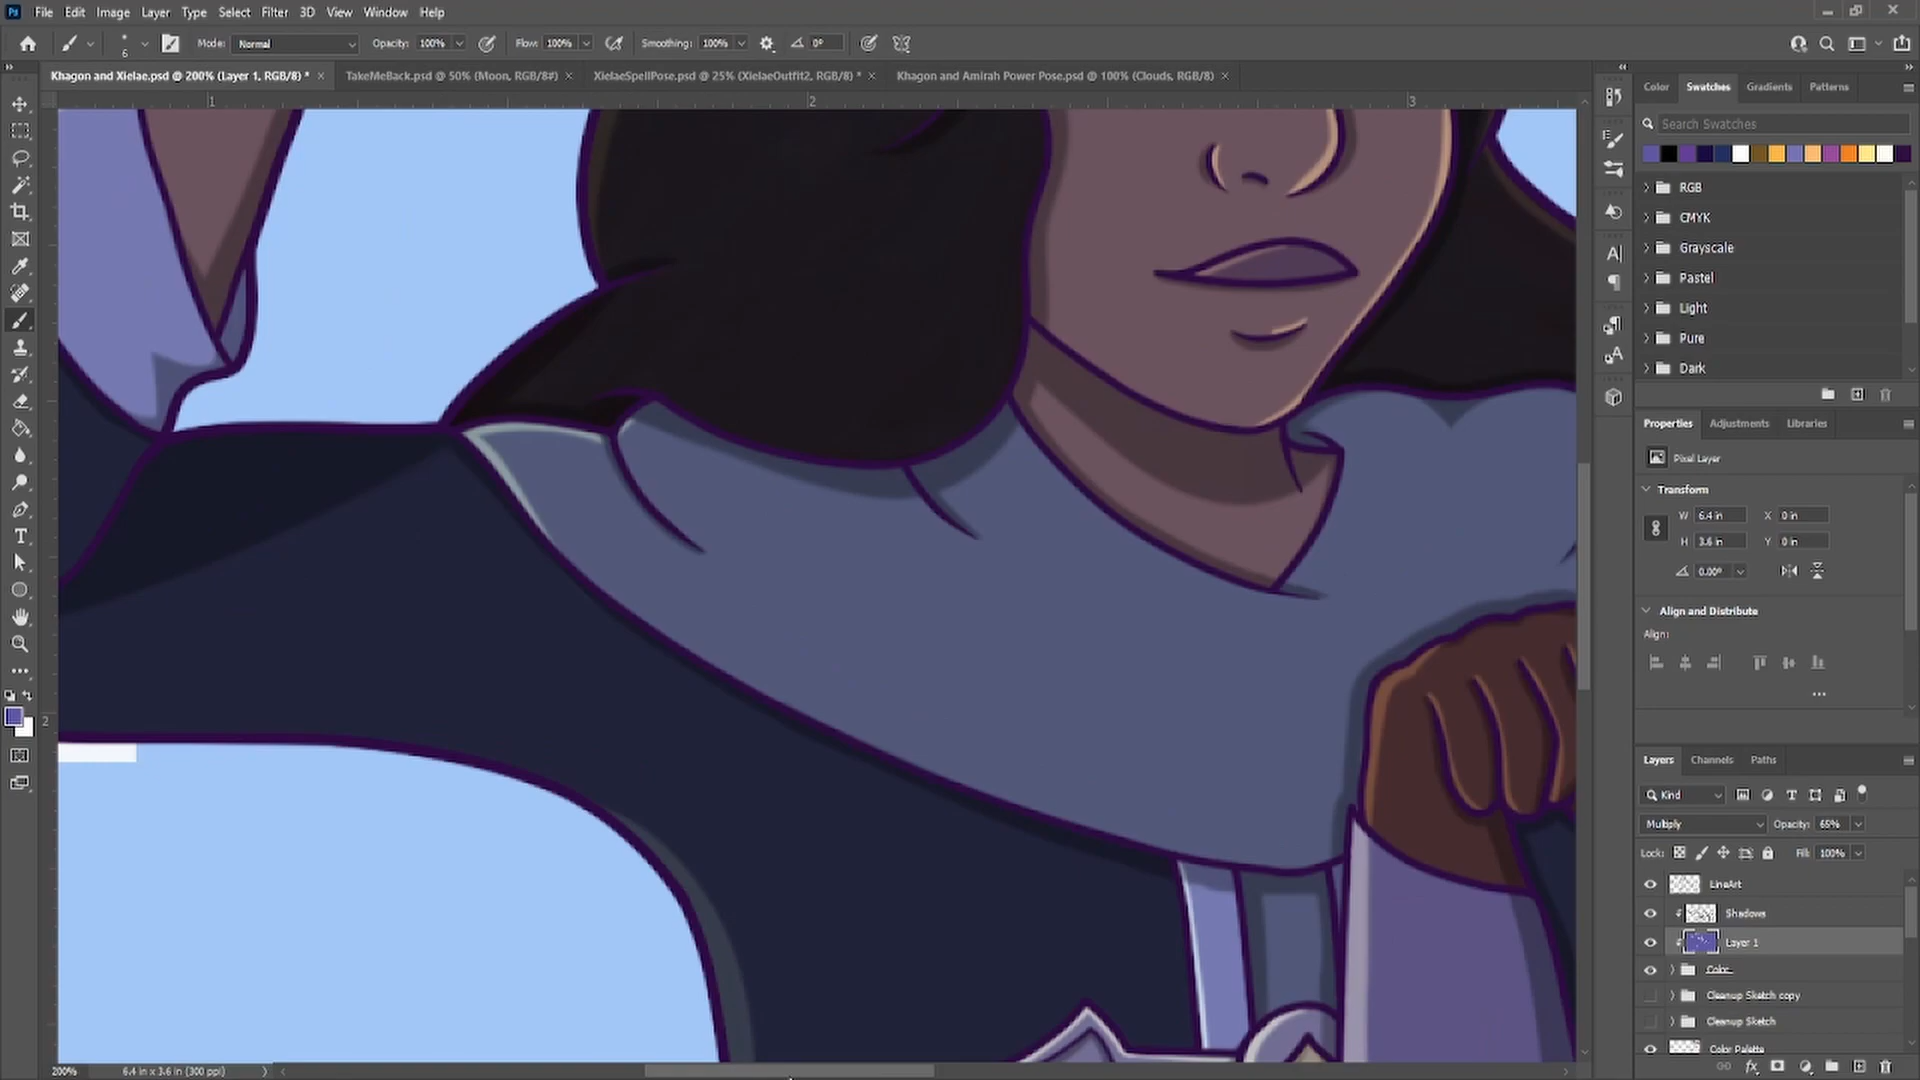 Ps File Edit Image Layer Type Select Filter 3D View Window Help
6 Mode: Normal Opacity: 100% Flow: 100% Smoothing: 100% 0°
Khagon and Xielae.psd @ 200% (Layer 1, RGB/8) * × TakeMeBack.psd @ 50% (Moon, RGB/8#) × XielaeSpellPose.psd @ 25% (XielaeOutfit2, RGB/8) * × Khagon and Amirah Power Pose.psd @ 100% (Clouds, RGB/8) ×
Color Swatches Gradients Patterns
1 2 3
Search Swatches
RGB
CMYK
Grayscale
Pastel
Light
Pure
Dark
Properties Adjustments Libraries
Pixel Layer
Transform
W 6.4 in X 0 in
H 3.6 in Y 0 in
0.00°
Align and Distribute
Align:
2
Layers Channels Paths
Kind
Multiply Opacity: 65%
Lock: Fill: 100%
LineArt
Shadows
Layer 1
Color
Cleanup Sketch copy
Cleanup Sketch
Color Palette
200% 6.4 in x 3.6 in (300 ppi)